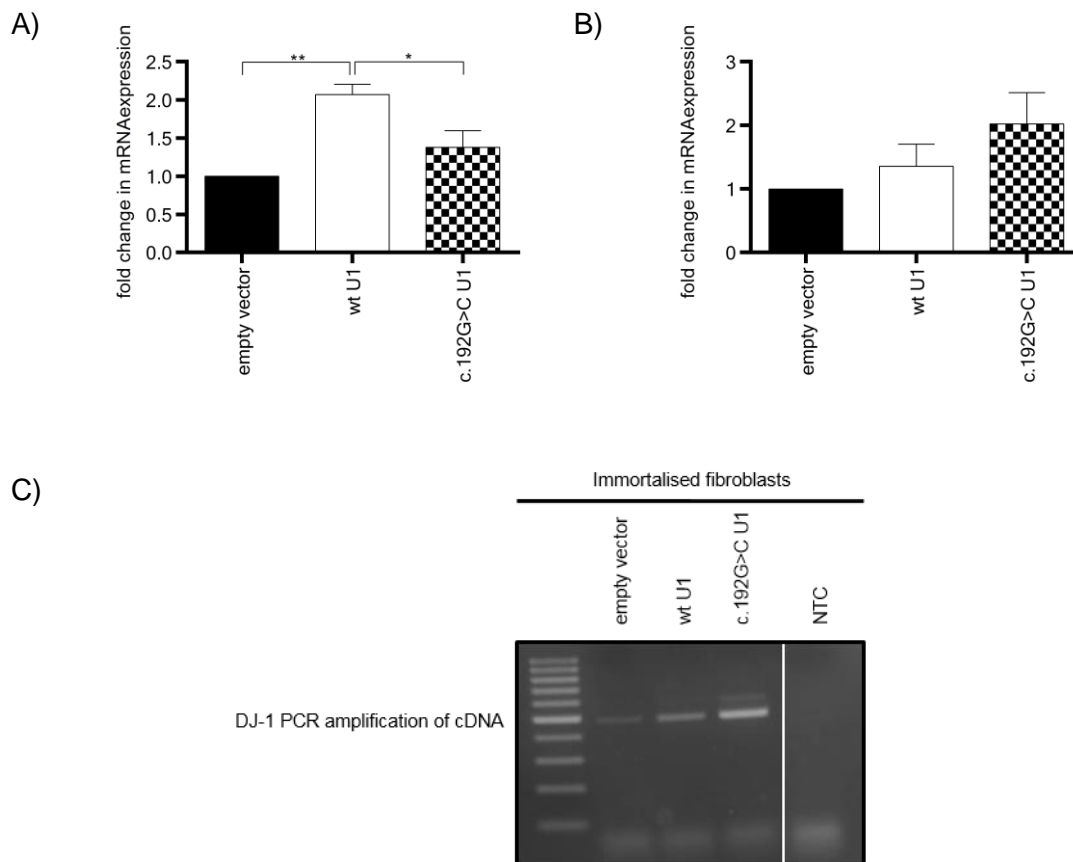 A)
fold change in mRNAexpression
2.5
2.0
1.5
1.0
0.5
0.0
**
*
empty vector
wt U1
c.192G>C U1
B)
fold change in mRNAexpression
3
2
1
0
empty vector
wt U1
c.192G>C U1
C)
Immortalised fibroblasts
empty vector
wt U1
c.192G>C U1
NTC
DJ-1 PCR amplification of cDNA